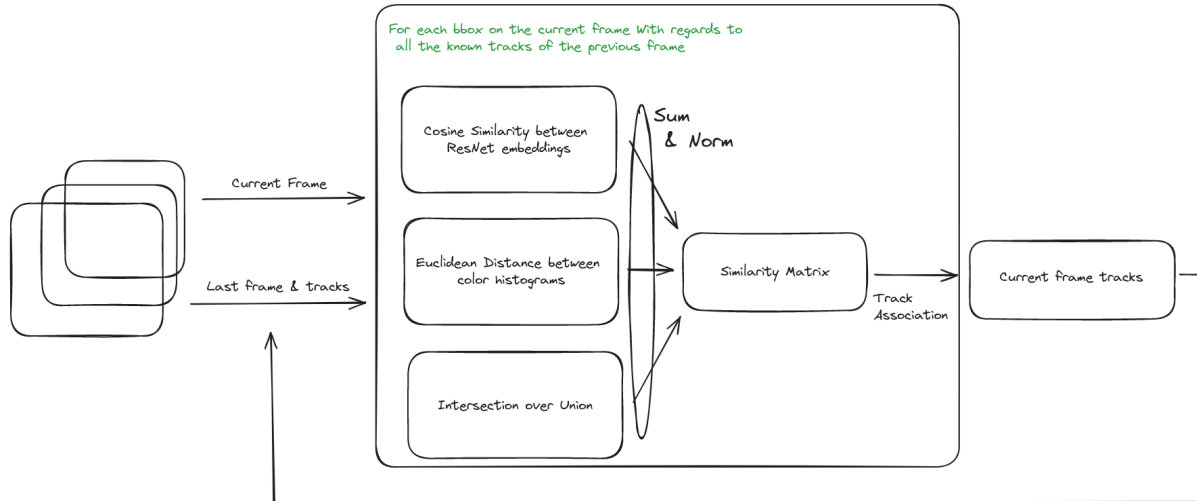 For each bbox on the current frame With regards to
all the known tracks of the previous frame
Cosine Similarity between
ResNet embeddings
Sum
& Norm
Current Frame
Euclidean Distance between
color histograms
Similarity Matrix
Current frame tracks
Last frame & tracks
Track
Association
Intersection over Union